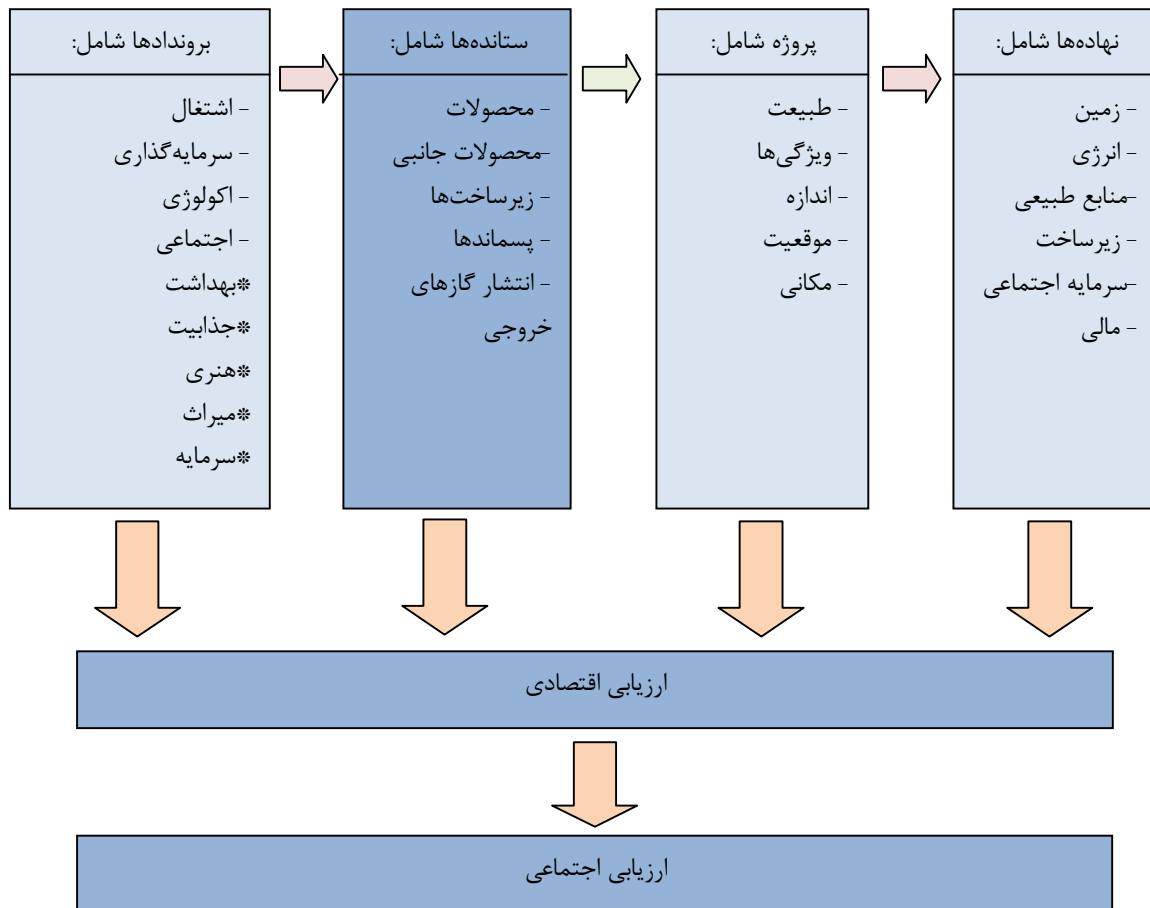 نهاده‌ها شامل:
- زمین
- انرژی
-منابع طبیعی
- زیرساخت
-سرمایه اجتماعی
- مالی
پروژه شامل:
- طبیعت
- ویژگی‌ها
- اندازه
- موقعیت
- مکانی
ستانده‌ها شامل:
- محصولات
-محصولات جانبی
- زیرساخت‌ها
- پسماندها
- انتشار گازهای
خروجی
بروندادها شامل:
- اشتغال
- سرمایه‌گذاری
- اکولوژی
- اجتماعی
*بهداشت
*جذابیت
*هنری
*میراث
*سرمایه
ارزیابی اقتصادی
ارزیابی اجتماعی